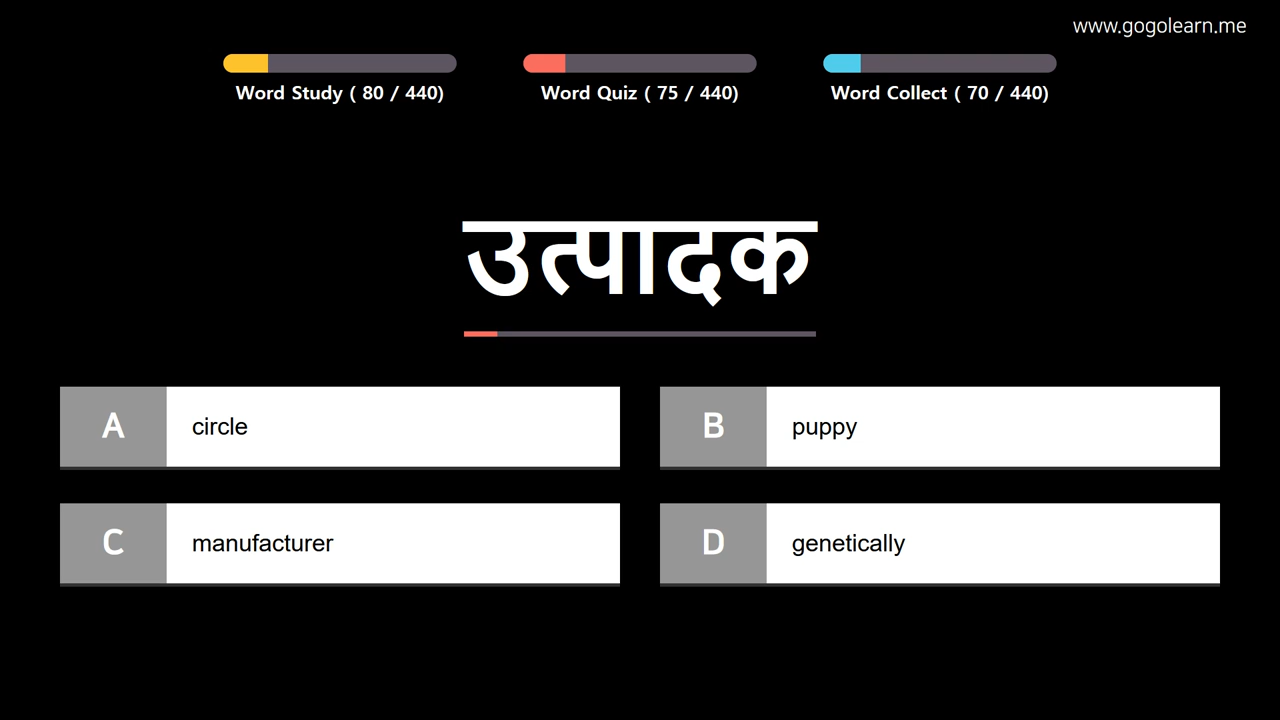 www.gogolearn.me
Word Study ( 80 / 440)
Word Quiz ( 75 / 440)
Word Collect ( 70 / 440)
उत्पादक
A circle
B puppy
C manufacturer
D genetically